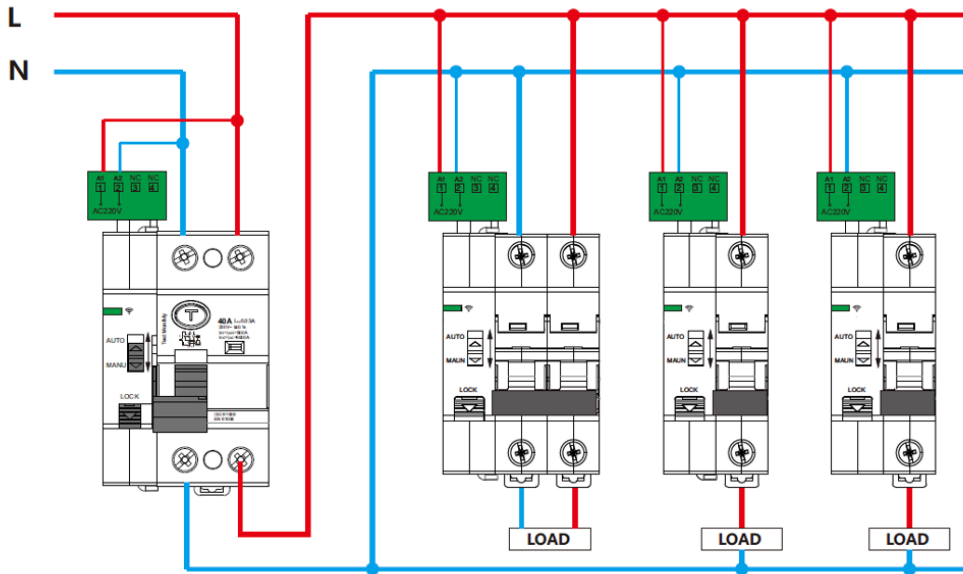 L
N
A1 A2 NC NC
1 2 3 4
AC220V
A1 A2 NC NC
1 2 3 4
AC220V
A1 A2 NC NC
1 2 3 4
AC220V
A1 A2 NC NC
1 2 3 4
AC220V
T
Test Monthly
40A
AUTO
MANU
LOCK
AUTO
MAUN
LOCK
AUTO
MAUN
LOCK
AUTO
MAUN
LOCK
LOAD
LOAD
LOAD